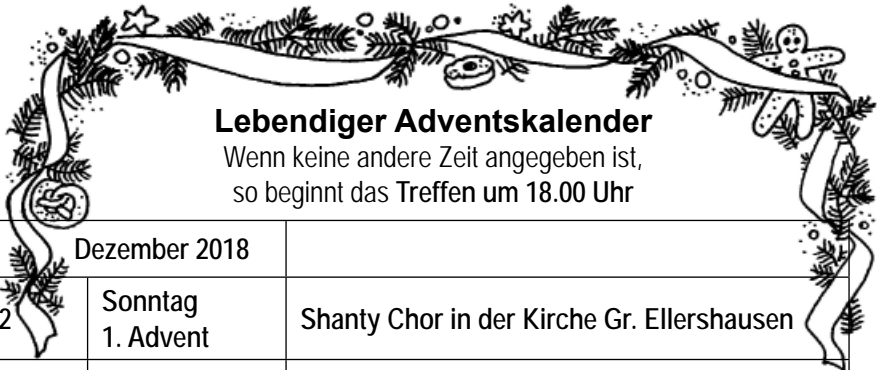 Lebendiger Adventskalender
Wenn keine andere Zeit angegeben ist,
so beginnt das Treffen um 18.00 Uhr
Dezember 2018
2 Sonntag
1. Advent
Shanty Chor in der Kirche Gr. Ellershausen